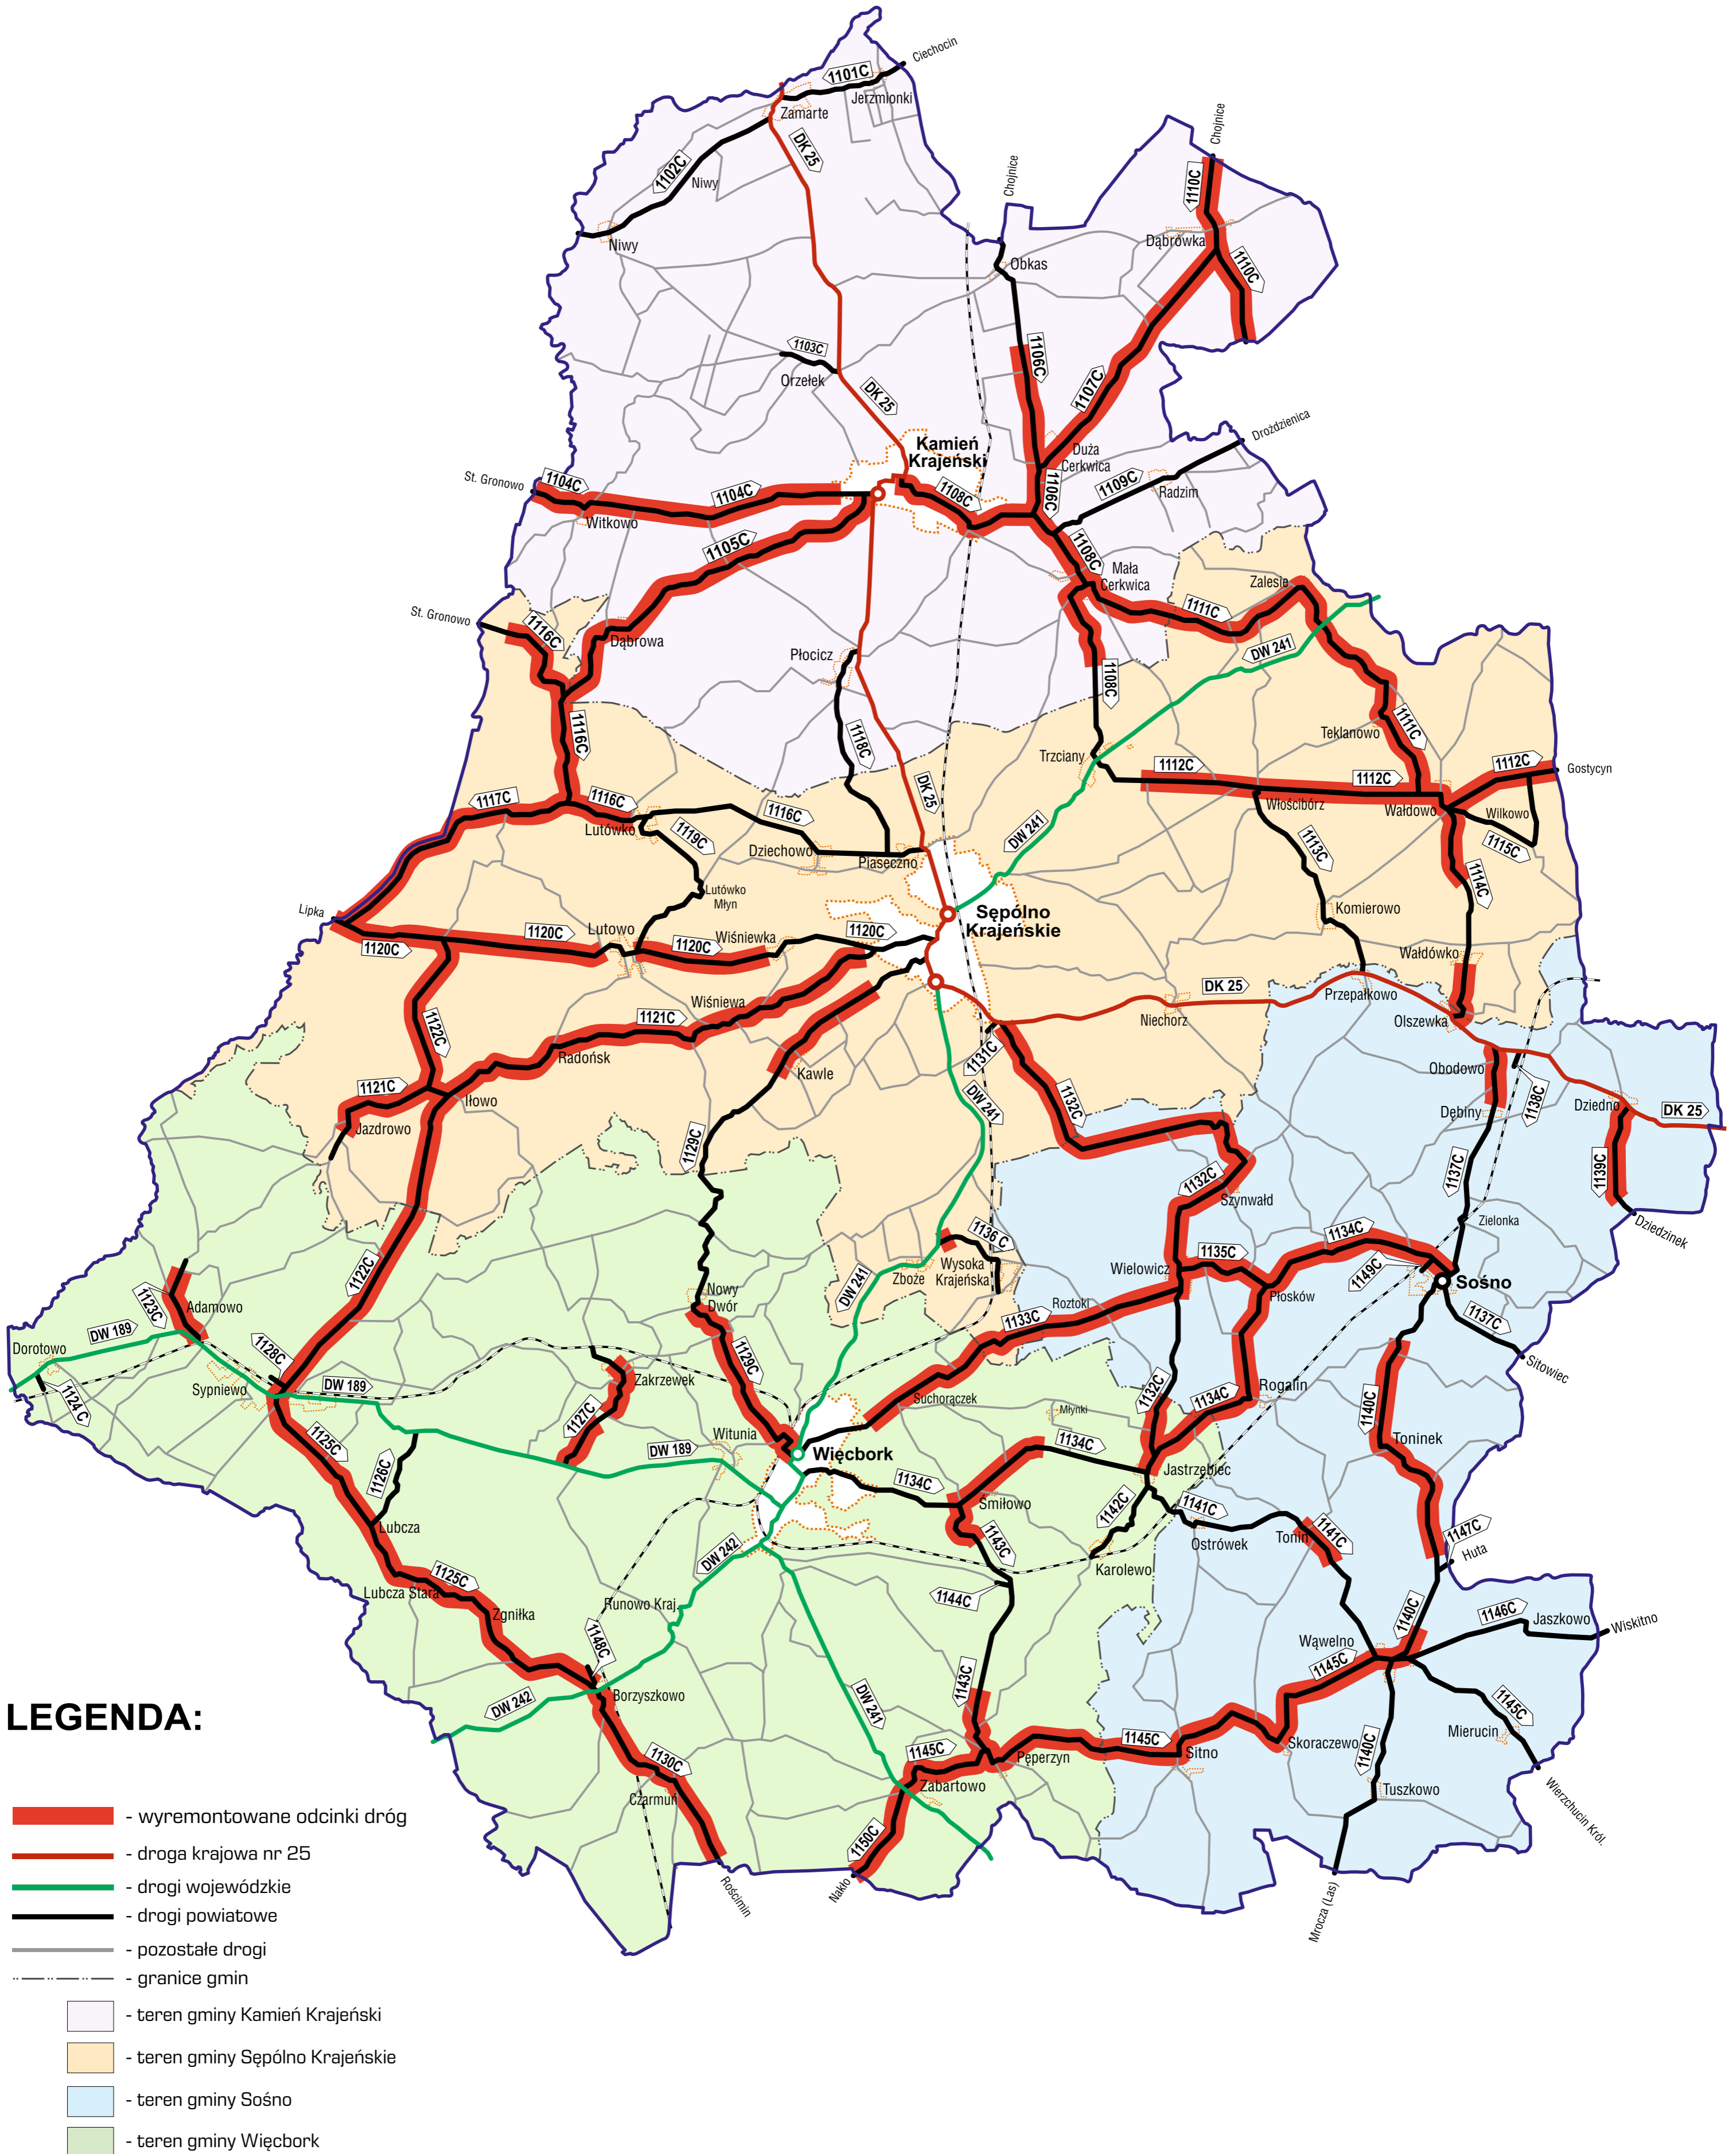 Ciechocin
1101C
Jerzmionki
Zamarte
DK 25
Chojnice
1102C
Niwy
Chojnice
1110C
Niwy
Dąbrówka
Obkas
1110C
1103C
1106C
Orzełek
1107C
DK 25
Drożdzienica
Kamień
Krajeński
Duża
Cerkwica
St. Gronowo
1104C
1104C
1108C
1106C
1109C
Radzim
Witkowo
1105C
1108C
Mała
Cerkwica
Zalesie
St. Gronowo
1116C
1111C
Dąbrowa
Płocicz
DW 241
1108C
1116C
1118C
1111C
Teklanowo
Trzciany
1112C
1112C
1112C
Gostycyn
DK 25
1117C
1116C
1116C
Włościbórz
Wałdowo
Wilkowo
Lutówko
1119C
DW 241
Dziechowo
Piaseczno
1113C
1115C
1114C
Lutówko
Młyn
Lipka
Sępólno
Krajeńskie
Komierowo
1120C
1120C
Lutowo
1120C
Wiśniewka
1120C
Wałdówko
DK 25
Przepałkowo
Wiśniewa
Niechorz
Olszewka
1122C
1121C
1131C
Radońsk
Kawle
Obodowo
1138C
1121C
Iłowo
DW 241
1132C
Dębiny
Dziedno
DK 25
Jazdrowo
1129C
1137C
1139C
1132C
Szynwałd
Zielonka
Dziedzinek
1136 C
1134C
1135C
Wysoka
Krajeńska
Zboże
Wielowicz
1149C
Sośno
1122C
DW 241
Nowy
Dwór
Roztoki
Płosków
1123C
Adamowo
1133C
1137C
DW 189
Dorotowo
1128C
1129C
Sitowiec
Sypniewo
DW 189
Zakrzewek
1124 C
Suchorączek
1132C
1134C
Rogalin
1127C
Młynki
1140C
1125C
Witunia
DW 189
Więcbork
1134C
Toninek
1126C
1134C
Jastrzębiec
Śmiłowo
1142C
1141C
Lubcza
1143C
Ostrówek
Tonin
1141C
1147C
Huta
DW 242
Karolewo
1125C
Lubcza Stara
1144C
Zgniłka
Runowo Kraj.
1140C
1146C
Jaszkowo
Wiskitno
1148C
Wąwelno
1145C
1143C
Borzyszkowo
DW 242
DW 241
1145C
Mierucin
1145C
1145C
Skoraczewo
1140C
Sitno
Pęperzyn
1130C
Zabartowo
Tuszkowo
Czarmuń
Wierzchucin Król.
1150C
Nakło
Rościmin
Mrocza (Las)
LEGENDA:
- wyremontowane odcinki dróg
- droga krajowa nr 25
- drogi wojewódzkie
- drogi powiatowe
- pozostałe drogi
- granice gmin
- teren gminy Kamień Krajeński
- teren gminy Sępólno Krajeńskie
- teren gminy Sośno
- teren gminy Więcbork
1121C